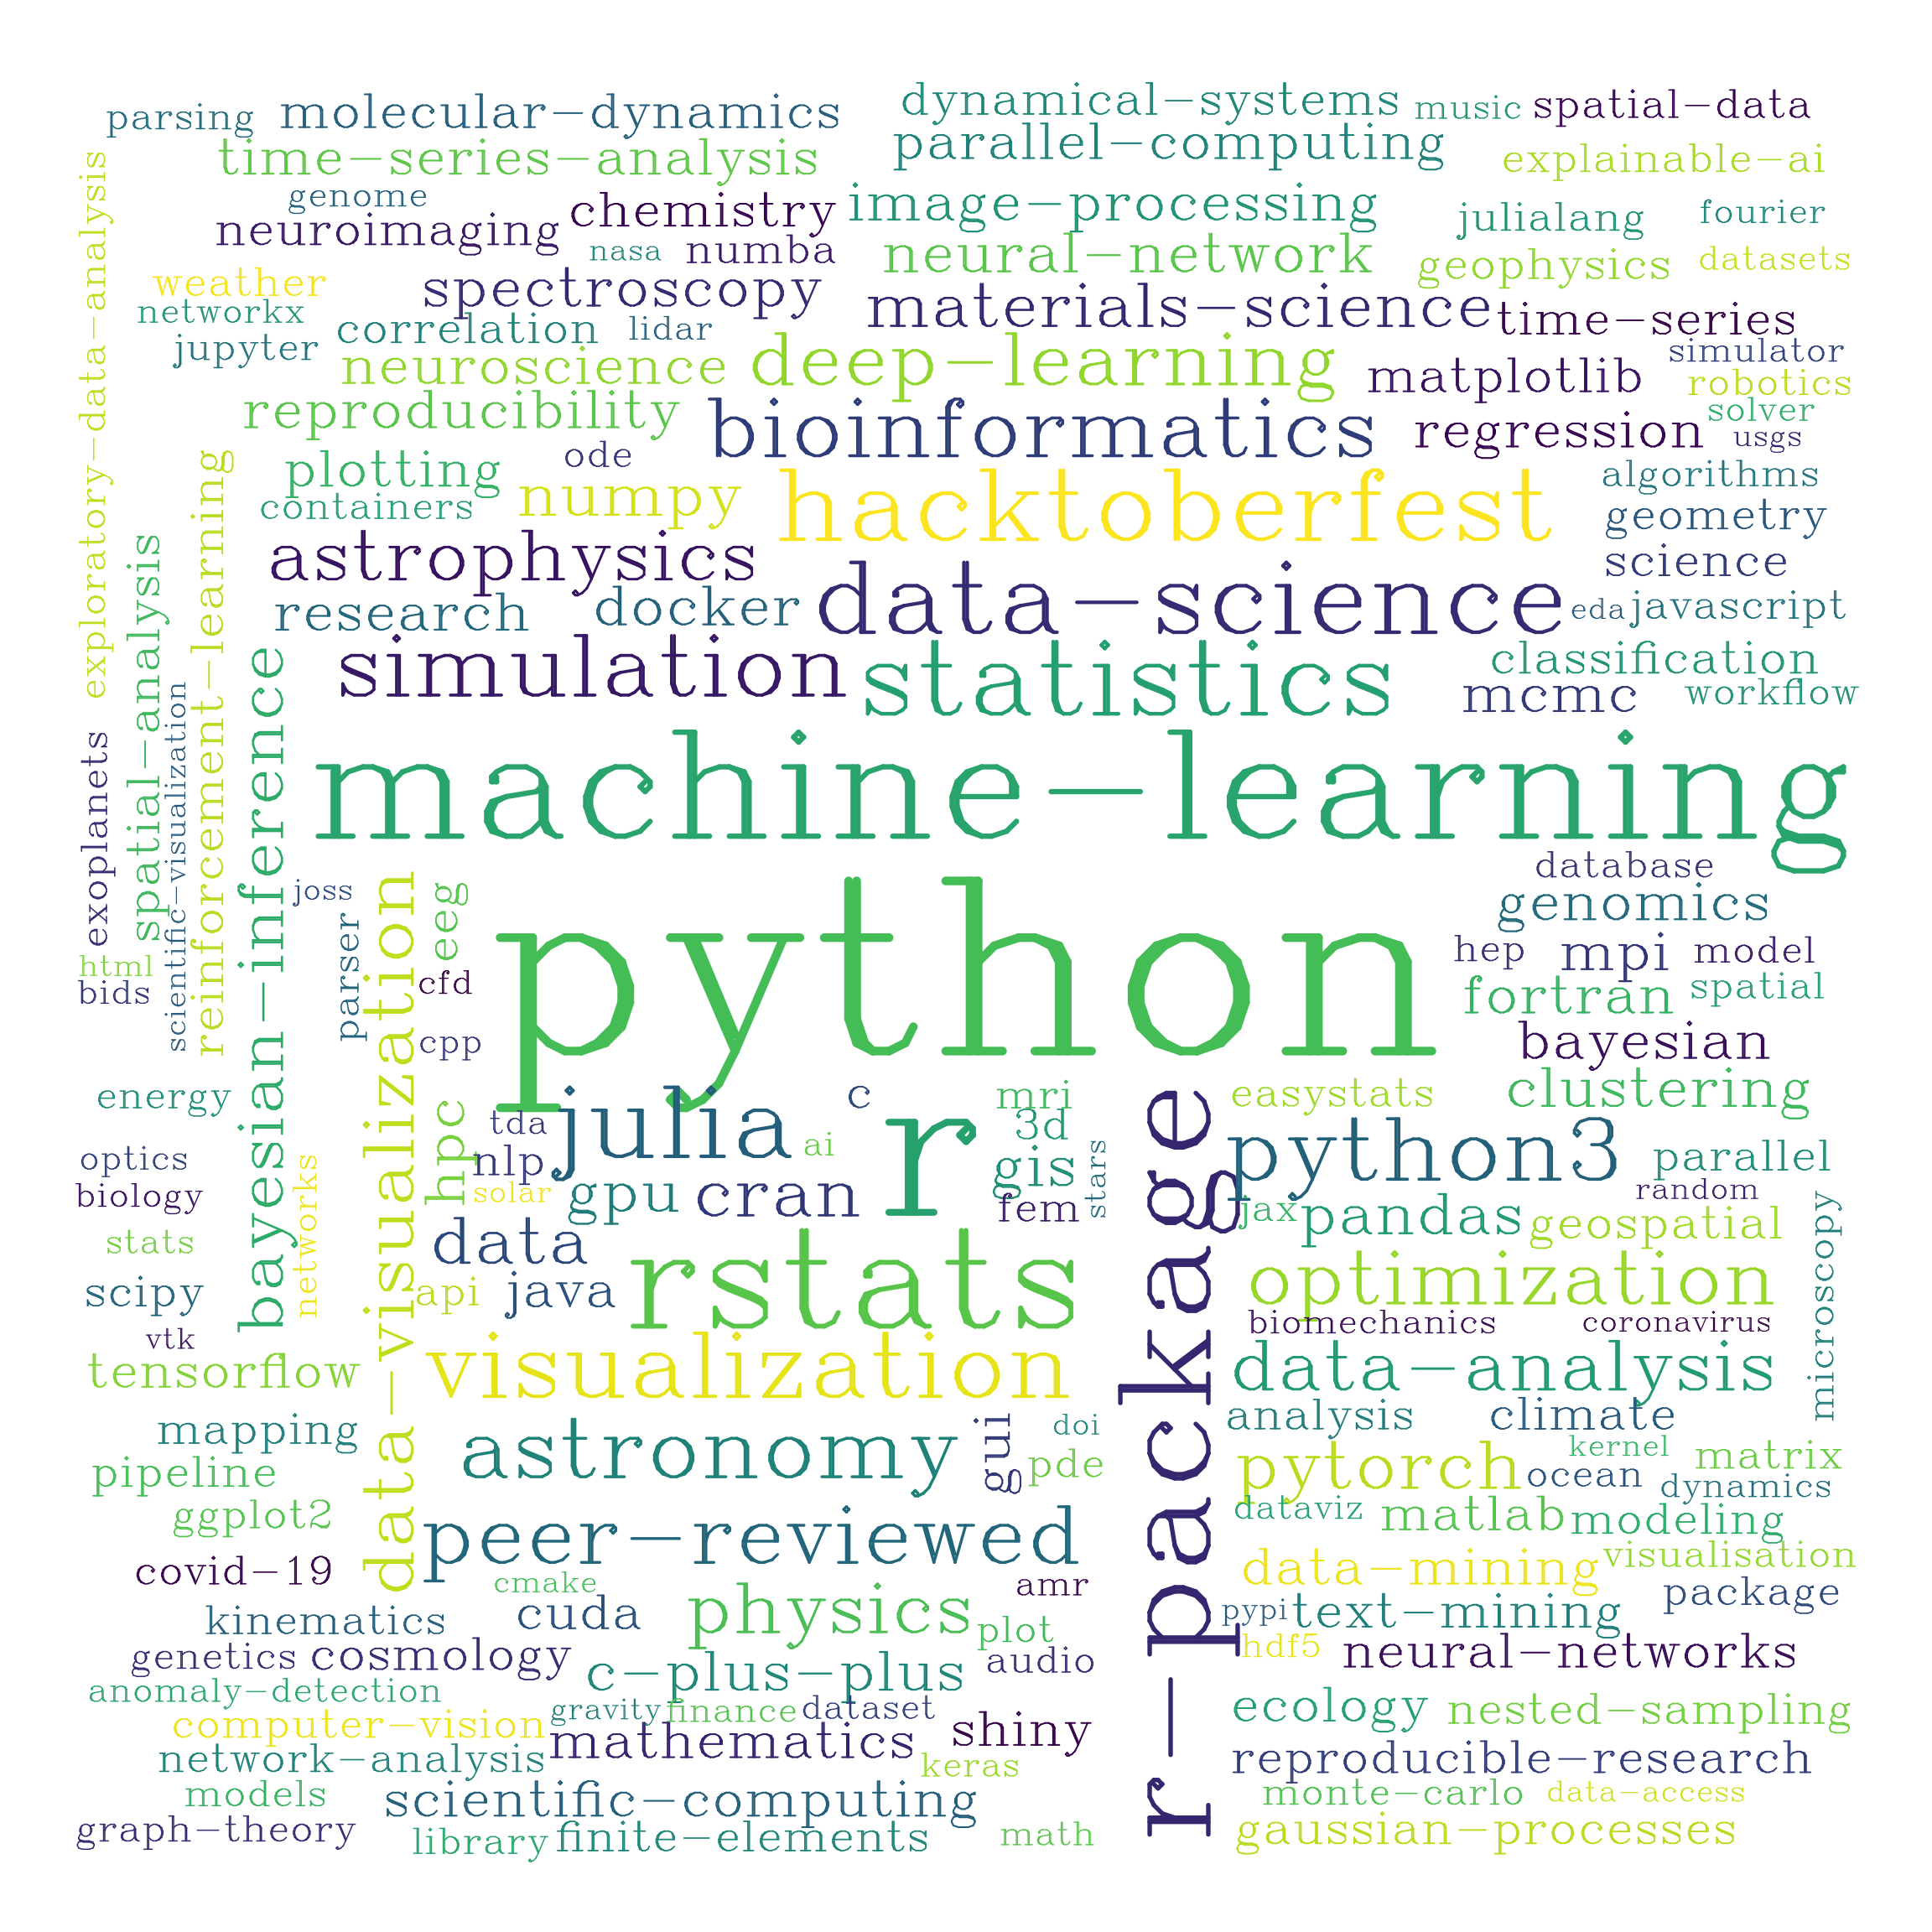 dynamical-systems
music
spatial-data
parsing
molecular-dynamics
parallel-computing
time-series-analysis
explainable-ai
genome
chemistry
image-processing
neuroimaging
julialang
fourier
nasa
numba
neural-network
geophysics
datasets
weather
spectroscopy
materials-science
networkx
correlation
lidar
time-series
jupyter
neuroscience
deep-learning
simulator
matplotlib
robotics
exploratory-data-analysis
reproducibility
bioinformatics
regression
solver
usgs
ode
plotting
numpy
containers
hacktoberfest
algorithms
geometry
reinforcement-learning
spatial-analysis
astrophysics
science
research
docker
data-science
eda
javascript
simulation
statistics
classification
mcmc
workflow
scientific-visualization
exoplanets
bayesian-inference
machine-learning
database
joss
data-visualization
eeg
python
genomics
parser
hep
mpi
model
html
bids
cfd
fortran
spatial
cpp
bayesian
energy
hpc
tda
julia
c
r
mri
easystats
clustering
3d
optics
nlp
ai
gis
stars
python3
parallel
biology
solar
gpu
cran
fem
r-package
jax
pandas
random
geospatial
microscopy
stats
networks
data
rstats
scipy
api
java
optimization
vtk
biomechanics
coronavirus
tensorflow
visualization
data-analysis
mapping
astronomy
gui
doi
analysis
climate
pipeline
pde
pytorch
kernel
matrix
ocean
dynamics
ggplot2
peer-reviewed
dataviz
matlab
modeling
covid-19
cmake
amr
data-mining
visualisation
package
kinematics
cuda
physics
plot
pypi
text-mining
genetics
cosmology
c-plus-plus
audio
hdf5
neural-networks
anomaly-detection
gravity
finance
dataset
ecology
nested-sampling
computer-vision
mathematics
shiny
network-analysis
keras
reproducible-research
models
scientific-computing
monte-carlo
data-access
graph-theory
library
finite-elements
math
gaussian-processes